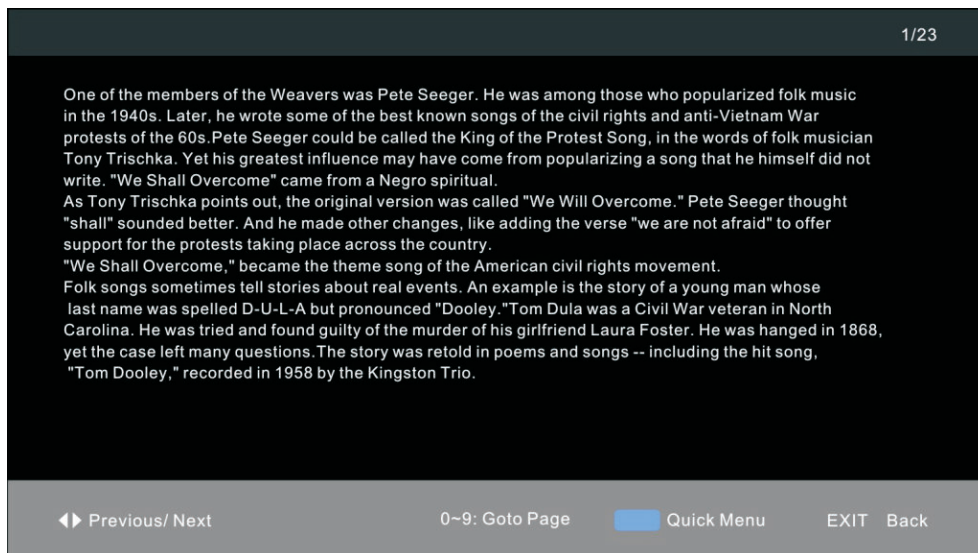 1/23
One of the members of the Weavers was Pete Seeger. He was among those who popularized folk music
in the 1940s. Later, he wrote some of the best known songs of the civil rights and anti-Vietnam War
protests of the 60s.Pete Seeger could be called the King of the Protest Song, in the words of folk musician
Tony Trischka. Yet his greatest influence may have come from popularizing a song that he himself did not
write. "We Shall Overcome" came from a Negro spiritual.
As Tony Trischka points out, the original version was called "We Will Overcome." Pete Seeger thought
"shall" sounded better. And he made other changes, like adding the verse "we are not afraid" to offer
support for the protests taking place across the country.
"We Shall Overcome," became the theme song of the American civil rights movement.
Folk songs sometimes tell stories about real events. An example is the story of a young man whose
last name was spelled D-U-L-A but pronounced "Dooley."Tom Dula was a Civil War veteran in North
Carolina. He was tried and found guilty of the murder of his girlfriend Laura Foster. He was hanged in 1868,
yet the case left many questions.The story was retold in poems and songs -- including the hit song,
"Tom Dooley," recorded in 1958 by the Kingston Trio.
Previous/ Next 0~9: Goto Page Quick Menu EXIT Back